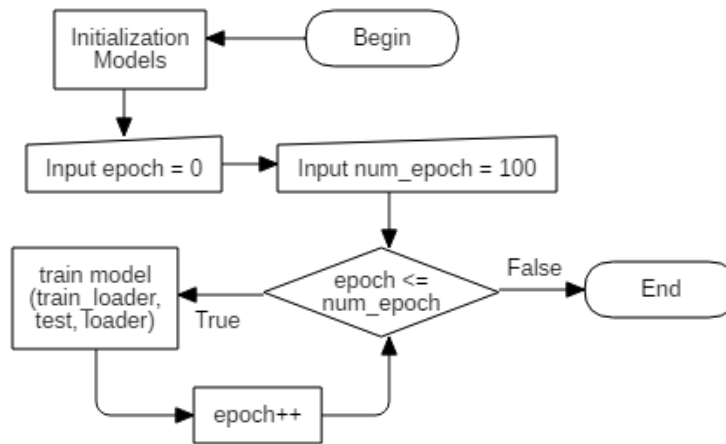 Begin
Initialization
Models
Input epoch = 0
Input num_epoch = 100
epoch <=
num_epoch
False
End
True
train model
(train_loader,
test,Toader)
epoch++